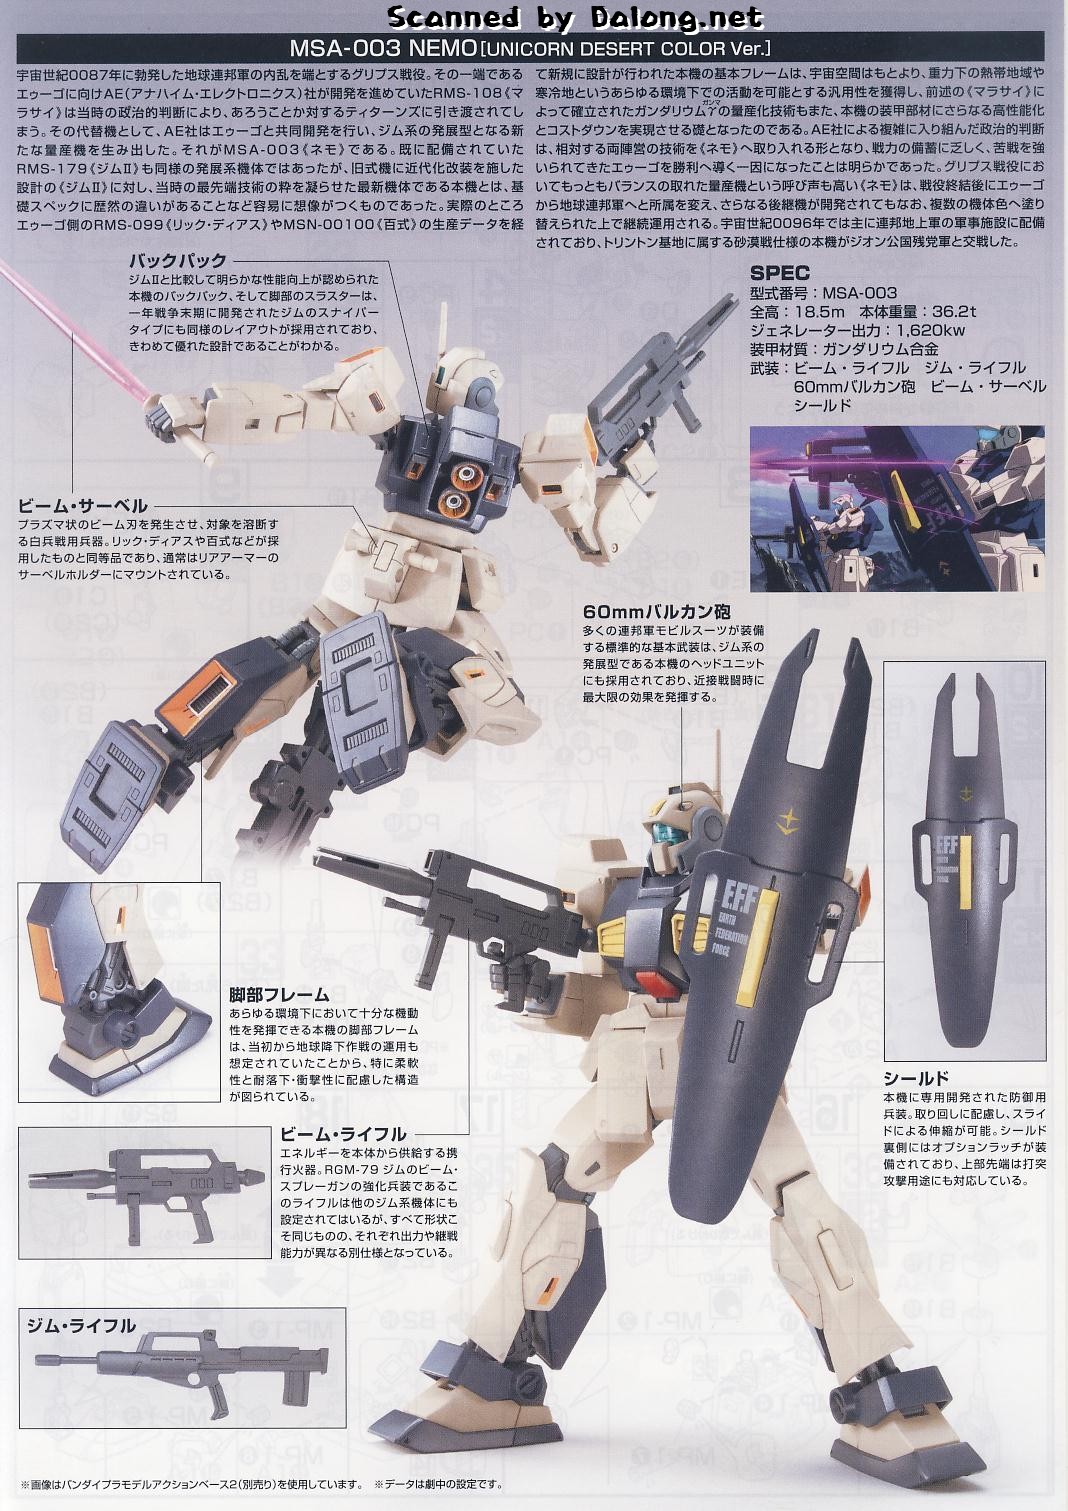 Scanned by Dalong.net
MSA-003 NEMO[UNICORN DESERT COLOR Ver.]
宇宙世紀0087年に勃発した地球連邦軍の内乱を端とするグリプス戦役。その一端である
エゥーゴに向けAE(アナハイム・エレクトロニクス)社が開発を進めていたRMS-108《マ
ラサイ》は当時の政治的判断により、あろうことか対するティターンズに引き渡されてし
まう。その代替機として、AE社はエゥーゴと共同開発を行い、ジム系の発展型となる新
たな量産機を生み出した。それがMSA-003《ネモ》である。既に配備されていた
RMS-179《ジムⅡ》も同様の発展系機体ではあったが、旧式機に近代化改装を施した
設計の《ジムⅡ》に対し、当時の最先端技術の粋を凝らせた最新機体である本機とは、基
礎スペックに歴然の違いがあることなど容易に想像がつくものであった。実際のところ
エゥーゴ側のRMS-099《リック・ディアス》やMSN-00100《百式》の生産データを経
て新規に設計が行われた本機の基本フレームは、宇宙空間はもとより、重力下の熱帯地域や
寒冷地というあらゆる環境下での活動を可能とする汎用性を獲得し、前述の《マラサイ》に
よって確立されたガンダリウムγガンマの量産化技術もまた、本機の装甲部材にさらなる高性能化
とコストダウンを実現させる礎となったのである。AE社による複雑に入り組んだ政治的判断
は、相対する両陣営の技術を《ネモ》へと取り入れる形となり、戦力の備蓄に乏しく、苦戦を強
いられてきたエゥーゴを勝利へ導く一因になったことは明らかであった。グリプス戦役にお
いてもっともバランスの取れた量産機という呼び声も高い《ネモ》は、戦役終結後にエゥーゴ
から地球連邦軍へと所属を変え、さらなる後継機が開発されてもなお、複数の機体色へ塗り
替えられた上で継続運用される。宇宙世紀0096年では主に連邦地上軍の軍事施設に配備
されており、トリントン基地に属する砂漠戦仕様の本機がジオン公国残党軍と交戦した。
バックパック
ジムⅡと比較して明らかな性能向上が認められた
本機のバックパック、そして脚部のスラスターは、
一年戦争末期に開発されたジムのスナイパー
タイプにも同様のレイアウトが採用されており、
きわめて優れた設計であることがわかる。
SPEC
型式番号：MSA-003
全高：18.5m　本体重量：36.2t
ジェネレーター出力：1,620kw
装甲材質：ガンダリウム合金
武装：ビーム・ライフル　ジム・ライフル
60mmバルカン砲　ビーム・サーベル
シールド
ビーム・サーベル
プラズマ状のビーム刃を発生させ、対象を溶断す
る白兵戦用兵器。リック・ディアスや百式などが採
用したものと同等品であり、通常はリアアーマーの
サーベルホルダーにマウントされている。
60mmバルカン砲
多くの連邦軍モビルスーツが装備
する標準的な基本武装は、ジム系の
発展型である本機のヘッドユニット
にも採用されており、近接戦闘時に
最大限の効果を発揮する。
E.F.F
EARTH
FEDERATION
FORCE
E.F.F
EARTH
FEDERATION
FORCE
脚部フレーム
あらゆる環境下において十分な機動
性を発揮できる本機の脚部フレーム
は、当初から地球降下作戦の運用も
想定されていたことから、特に柔軟
性と耐落下・衝撃性に配慮した構造
が図られている。
シールド
本機に専用開発された防御用
兵装。取り回しに配慮し、スライ
ドによる伸縮が可能。シールド
裏側にはオプションラッチが装
備されており、上部先端は打突
攻撃用途にも対応している。
ビーム・ライフル
エネルギーを本体から供給する携
行火器。RGM-79 ジムのビーム・
スプレーガンの強化兵装であるこ
のライフルは他のジム系機体にも
設定されてはいるが、すべて形状こ
そ同じものの、それぞれ出力や継戦
能力が異なる別仕様となっている。
ジム・ライフル
※画像はバンダイプラモデルアクションベース2(別売り)を使用しています。　※データは劇中の設定です。